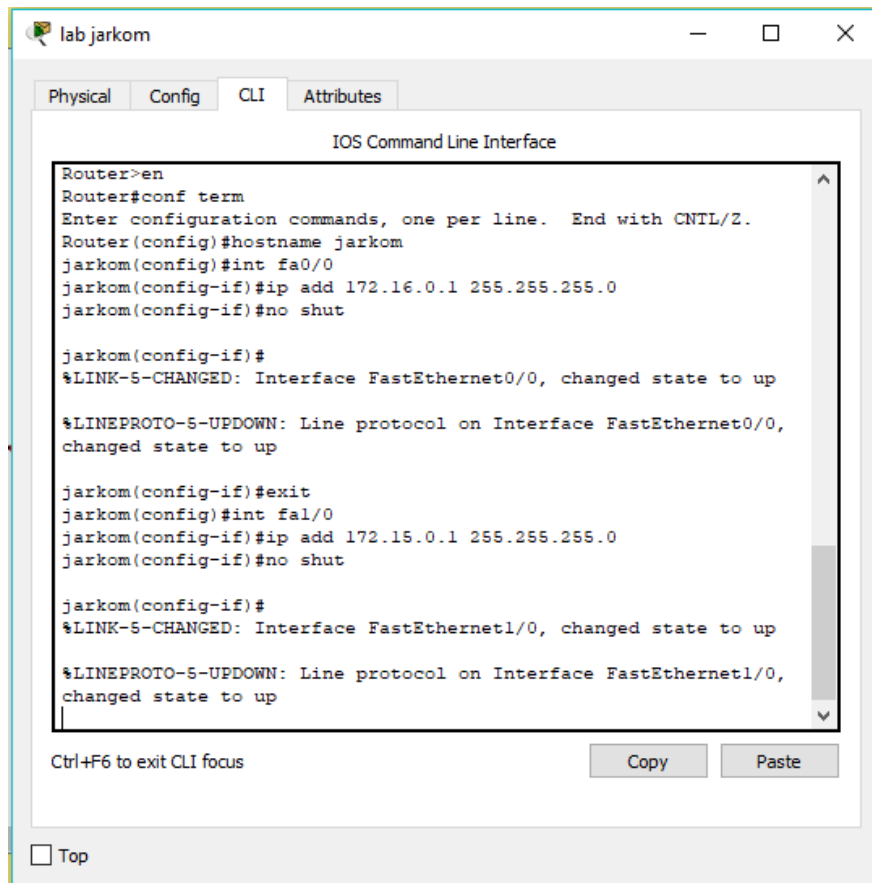 lab jarkom
Physical Config CLI Attributes
IOS Command Line Interface
Router>en
Router#conf term
Enter configuration commands, one per line.  End with CNTL/Z.
Router(config)#hostname jarkom
jarkom(config)#int fa0/0
jarkom(config-if)#ip add 172.16.0.1 255.255.255.0
jarkom(config-if)#no shut
jarkom(config-if)#
%LINK-5-CHANGED: Interface FastEthernet0/0, changed state to up
%LINEPROTO-5-UPDOWN: Line protocol on Interface FastEthernet0/0,
changed state to up
jarkom(config-if)#exit
jarkom(config)#int fa1/0
jarkom(config-if)#ip add 172.15.0.1 255.255.255.0
jarkom(config-if)#no shut
jarkom(config-if)#
%LINK-5-CHANGED: Interface FastEthernet1/0, changed state to up
%LINEPROTO-5-UPDOWN: Line protocol on Interface FastEthernet1/0,
changed state to up
Ctrl+F6 to exit CLI focus Copy Paste
Top